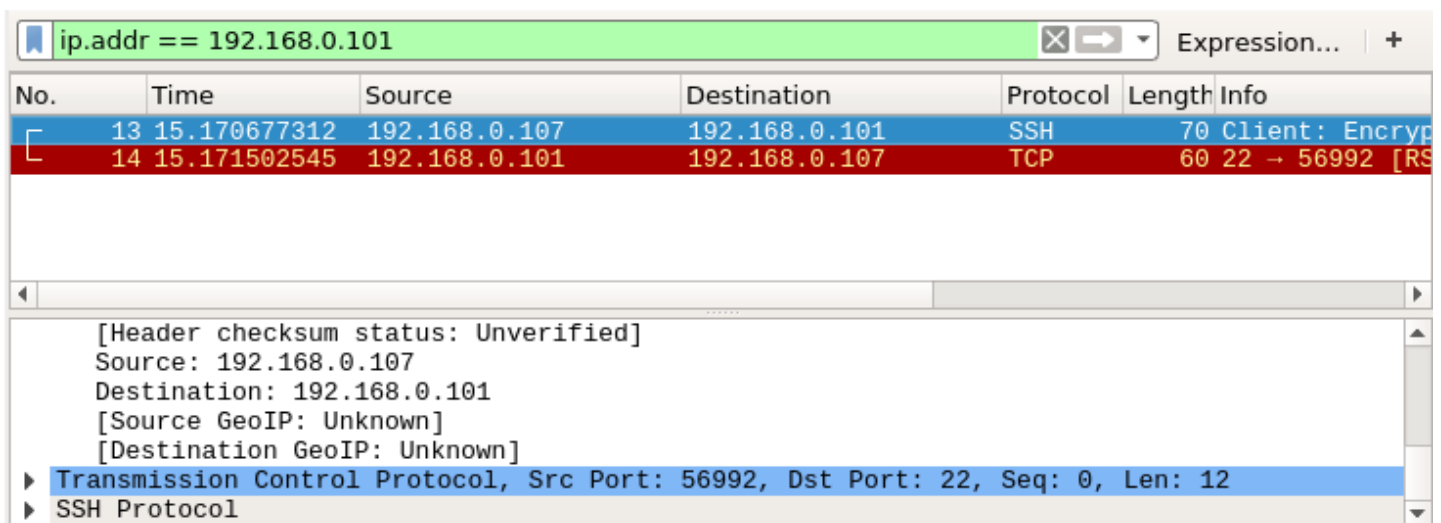 ip.addr == 192.168.0.101 Expression... +
No. Time Source Destination Protocol Length Info
13 15.170677312 192.168.0.107 192.168.0.101 SSH 70 Client: Encryp
14 15.171502545 192.168.0.101 192.168.0.107 TCP 60 22 → 56992 [RS
[Header checksum status: Unverified]
Source: 192.168.0.107
Destination: 192.168.0.101
[Source GeoIP: Unknown]
[Destination GeoIP: Unknown]
Transmission Control Protocol, Src Port: 56992, Dst Port: 22, Seq: 0, Len: 12
SSH Protocol